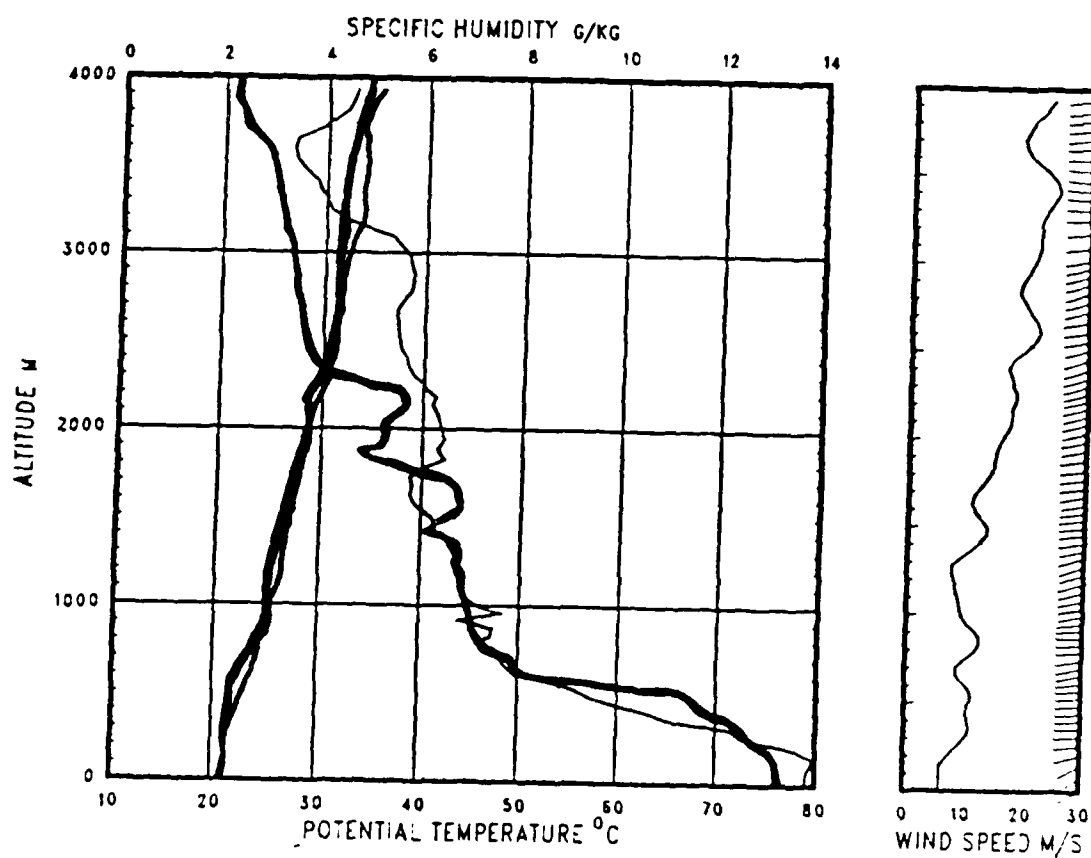 SPECIFIC HUMIDITY G/KG
0 2 4 6 8 10 12 14
4000
3000
2000
1000
0
ALTITUDE M
10 20 30 40 50 60 70 80
POTENTIAL TEMPERATURE °C
0 10 20 30
WIND SPEED M/S